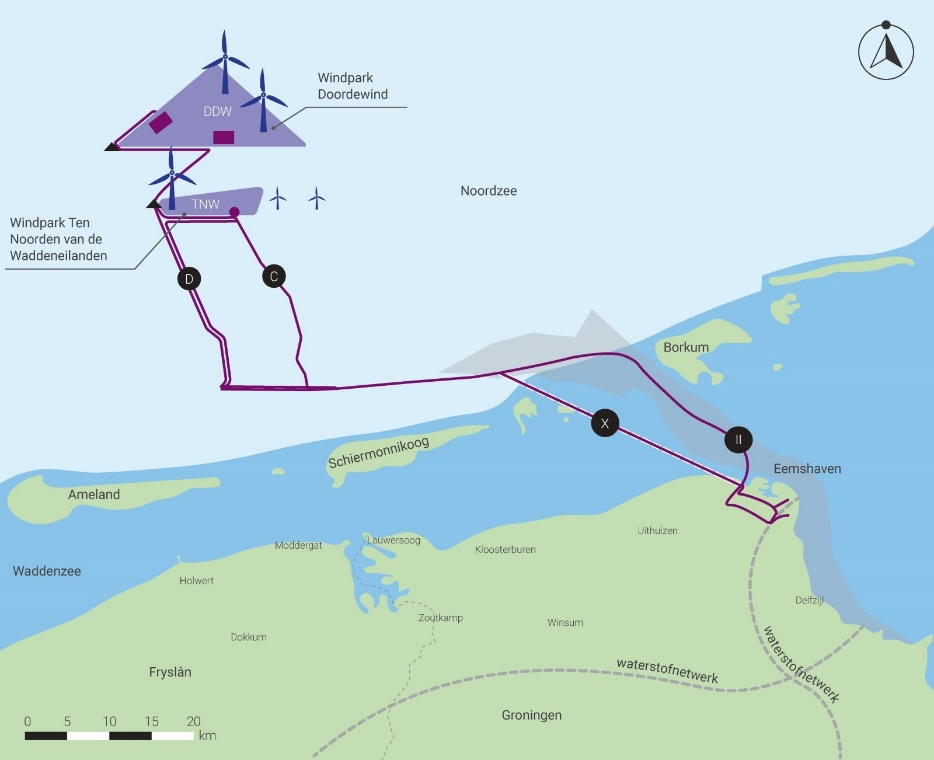 Windpark
Doordewind
DDW
Noordzee
TNW
Windpark Ten
Noorden van de
Waddeneilanden
D
C
Borkum
X
II
Schiermonnikoog
Eemshaven
Ameland
Uithuizen
Lauwersoog
Moddergat
Kloosterburen
Waddenzee
Holwert
Delfzijl
Zoutkamp
Winsum
Dokkum
waterstofnetwerk
waterstofnetwerk
Fryslân
Groningen
0 5 10 15 20
km